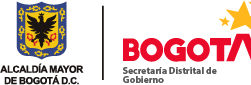 ALCALDÍA MAYOR
DE BOGOTÁ D.C.
BOGOTÁ
Secretaría Distrital de
Gobierno